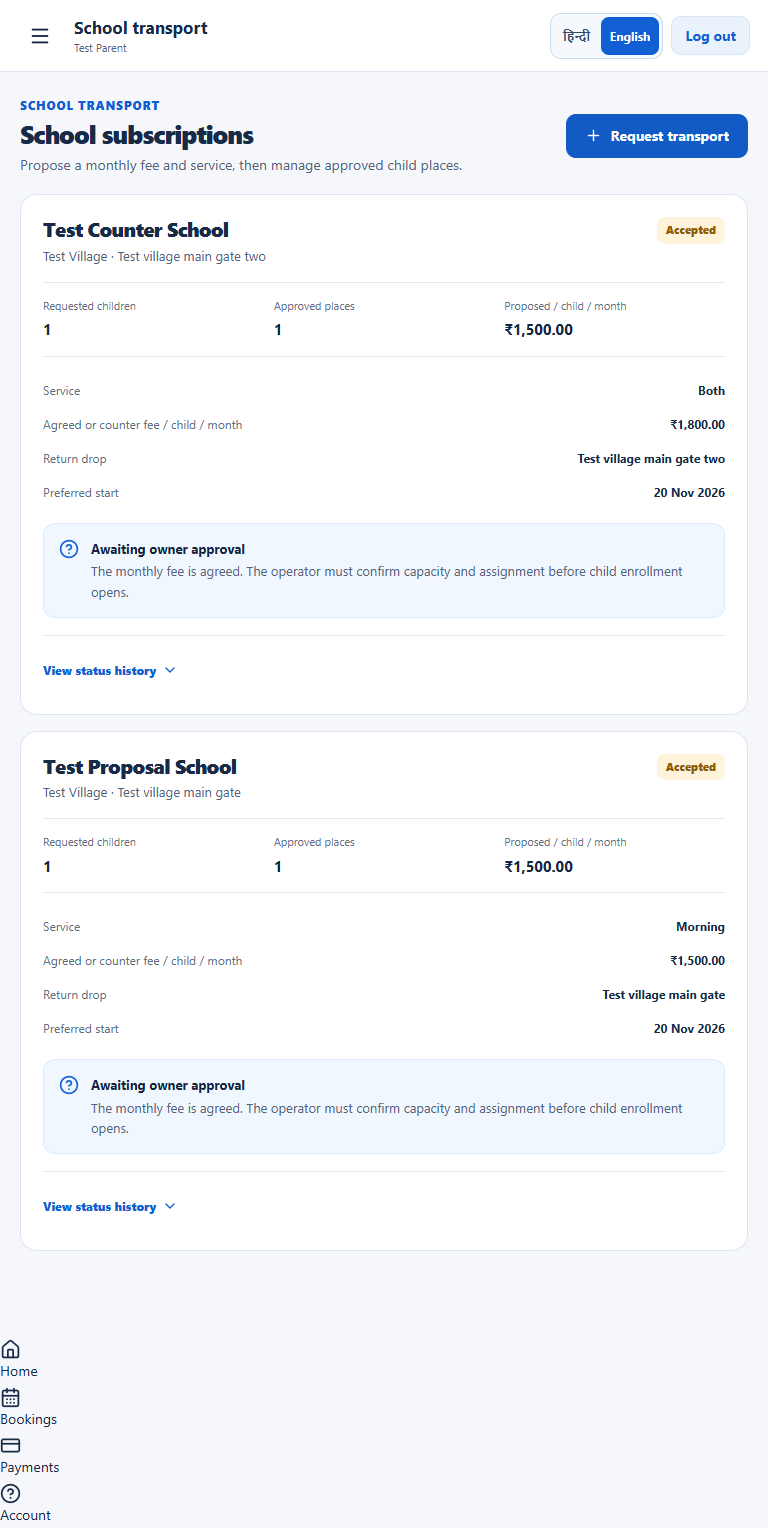 School transport
Test Parent
हिन्दी
English
Log out
SCHOOL TRANSPORT
School subscriptions
Propose a monthly fee and service, then manage approved child places.
+ Request transport
Test Counter School
Accepted
Test Village · Test village main gate two
Requested children
Approved places
Proposed / child / month
1
1
₹1,500.00
Service
Both
Agreed or counter fee / child / month
₹1,800.00
Return drop
Test village main gate two
Preferred start
20 Nov 2026
Awaiting owner approval
The monthly fee is agreed. The operator must confirm capacity and assignment before child enrollment
opens.
View status history
Test Proposal School
Accepted
Test Village · Test village main gate
Requested children
Approved places
Proposed / child / month
1
1
₹1,500.00
Service
Morning
Agreed or counter fee / child / month
₹1,500.00
Return drop
Test village main gate
Preferred start
20 Nov 2026
Awaiting owner approval
The monthly fee is agreed. The operator must confirm capacity and assignment before child enrollment
opens.
View status history
Home
Bookings
Payments
Account